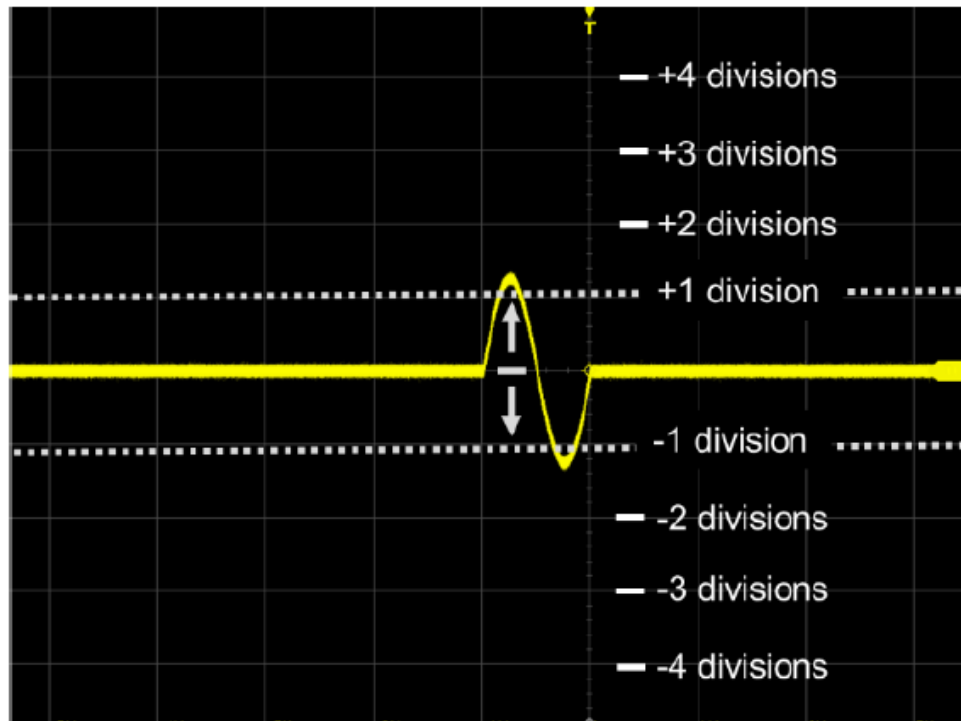 T
+4 divisions
+3 divisions
+2 divisions
+1 division
-1 division
-2 divisions
-3 divisions
-4 divisions